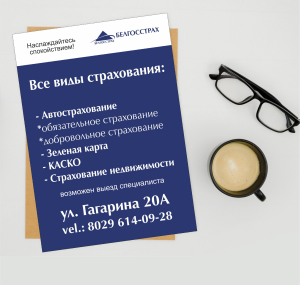 Наслаждайтесь
спокойствием!
БЕЛГОССТРАХ
Все виды страхования:
- Автострахование
*обязательное страхование
*добровольное страхование
- Зеленая карта
- КАСКО
- Страхование недвижимости
возможен выезд специалиста
ул. Гагарина 20А
vel.: 8029 614-09-28